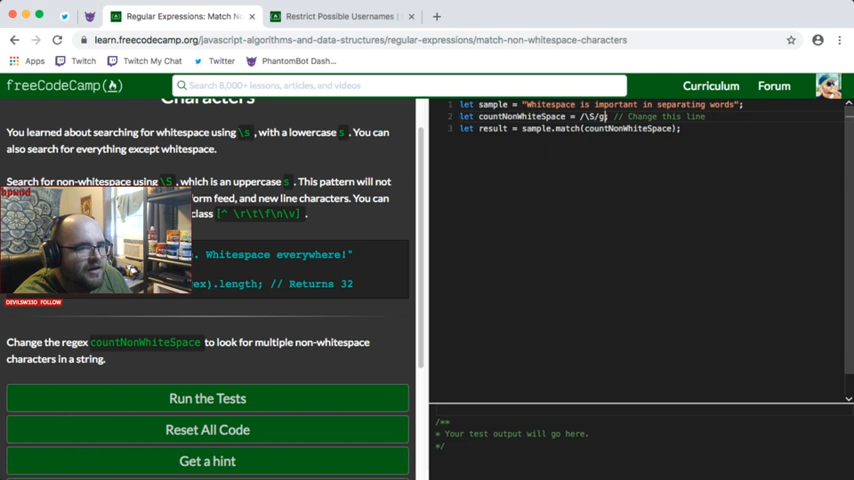 Regular Expressions: Match N
Restrict Possible Usernames |
learn.freecodecamp.org/javascript-algorithms-and-data-structures/regular-expressions/match-non-whitespace-characters
Apps Twitch Twitch My Chat Twitter PhantomBot Dash...
freeCodeCamp Search 8,000+ lessons, articles, and videos Curriculum Forum
Characters
You learned about searching for whitespace using \s, with a lowercase s. You can
also search for everything except whitespace.
Search for non-whitespace using \S, which is an uppercase s. This pattern will not
form feed, and new line characters. You can
class [^ \r\t\f\n\v].
. Whitespace everywhere!"
ex).length; // Returns 32
DEVILSW33D FOLLOW
Change the regex countNonWhiteSpace to look for multiple non-whitespace
characters in a string.
Run the Tests
Reset All Code
Get a hint
1 let sample = "Whitespace is important in separating words";
2 let countNonWhiteSpace = /\S/g; // Change this line
3 let result = sample.match(countNonWhiteSpace);
/**
* Your test output will go here.
*/